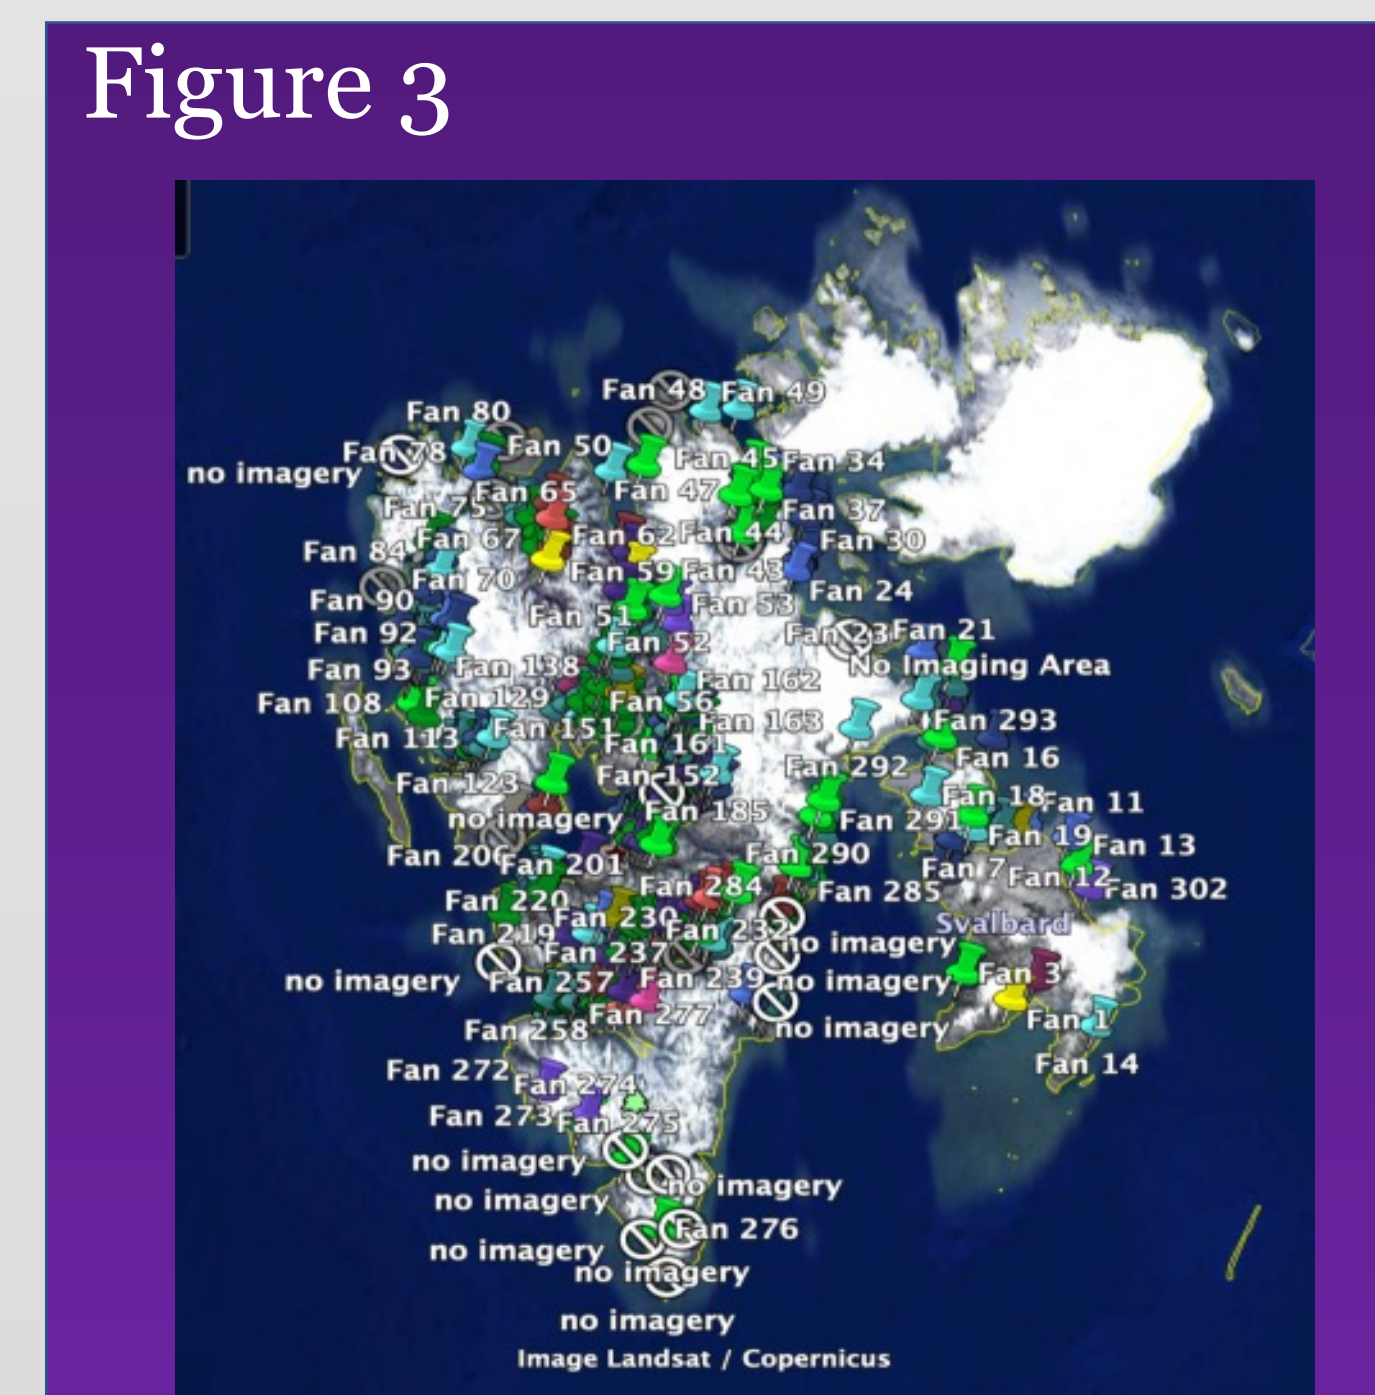 Figure 3
Fan 48
Fan 49
Fan 80
Fan 78
Fan 50
no imagery
Fan 45
Fan 34
Fan 65
Fan 47
Fan 75
Fan 37
Fan 67
Fan 62
Fan 44
Fan 30
Fan 84
Fan 70
Fan 59
Fan 43
Fan 24
Fan 90
Fan 51
Fan 53
Fan 92
Fan 52
Fan 23
Fan 21
Fan 93
Fan 138
No Imaging Area
Fan 162
Fan 108
Fan 129
Fan 56
Fan 113
Fan 151
Fan 163
Fan 293
Fan 161
Fan 16
Fan 123
Fan 152
Fan 292
Fan 18
Fan 11
no imagery
Fan 185
Fan 291
Fan 19
Fan 13
Fan 201
Fan 290
Fan 7
Fan 12
Fan 302
Fan 220
Fan 284
Fan 285
Fan 230
Svalbard
Fan 219
Fan 232
no imagery
Fan 237
no imagery
Fan 257
Fan 239
no imagery
Fan 3
Fan 258
Fan 277
no imagery
Fan 1
Fan 14
Fan 272
Fan 274
Fan 273
Fan 275
no imagery
no imagery
no imagery
Fan 276
no imagery
no imagery
no imagery
Image Landsat / Copernicus